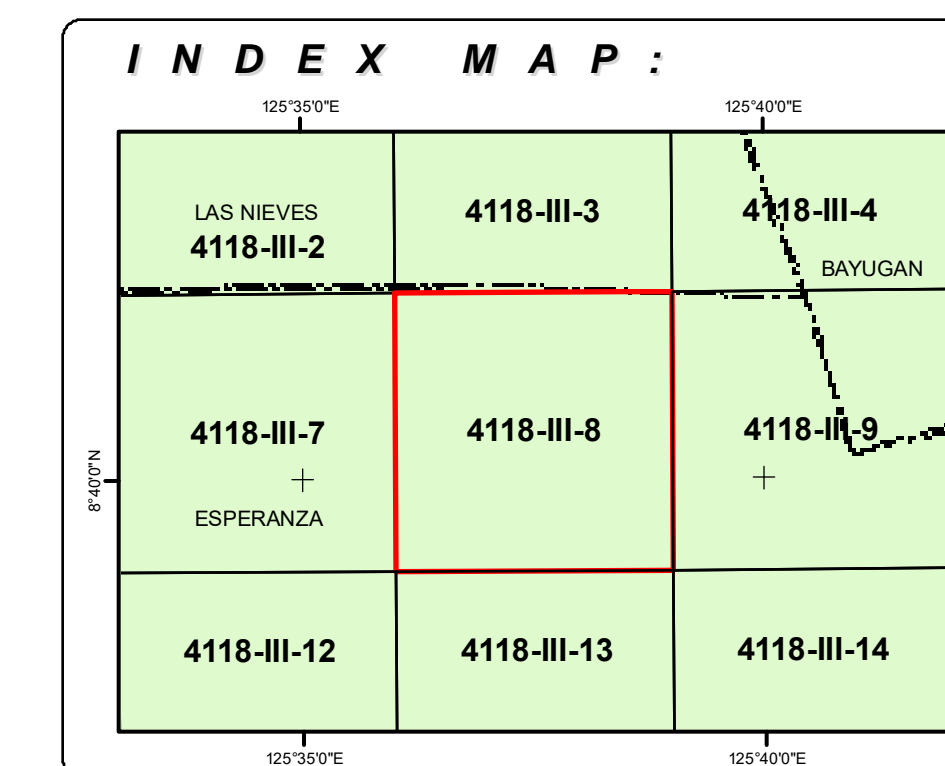 INDEX MAP:
125°35'0"E 125°40'0"E
LAS NIEVES
4118-III-2
4118-III-3
4118-III-4
BAYUGAN
4118-III-7
4118-III-8
4118-III-9
8°40'0"N
ESPERANZA
4118-III-12
4118-III-13
4118-III-14
125°35'0"E 125°40'0"E